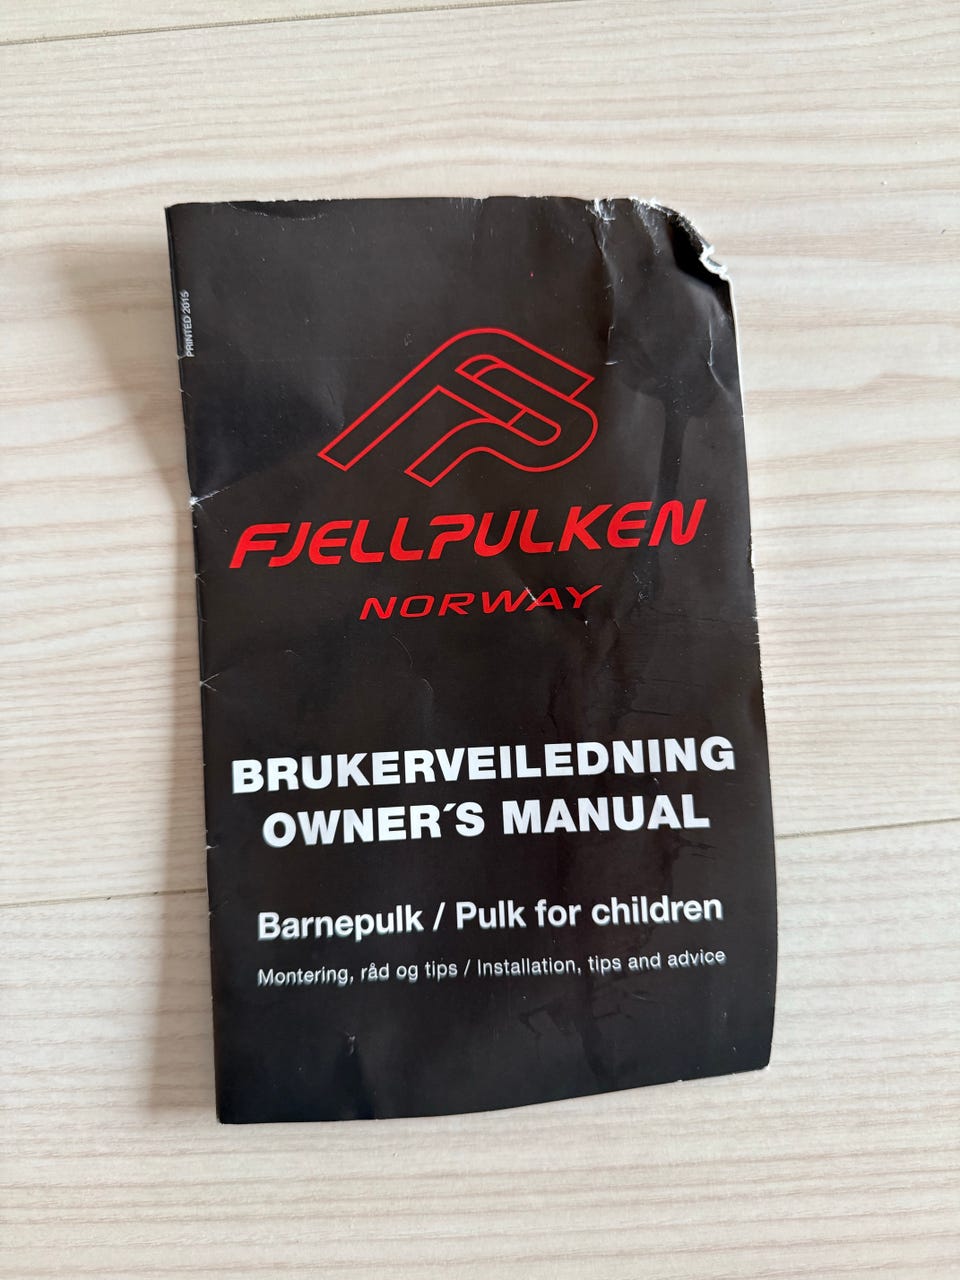 PRINTED 2015
FJELLPULKEN
NORWAY
BRUKERVEILEDNING
OWNER´S MANUAL
Barnepulk / Pulk for children
Montering, råd og tips / Installation, tips and advice